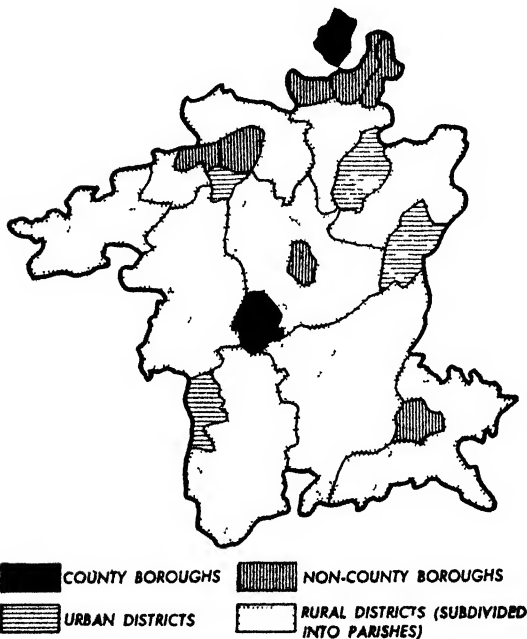 COUNTY BOROUGHS
NON-COUNTY BOROUGHS
URBAN DISTRICTS
RURAL DISTRICTS (SUBDIVIDED
INTO PARISHES)